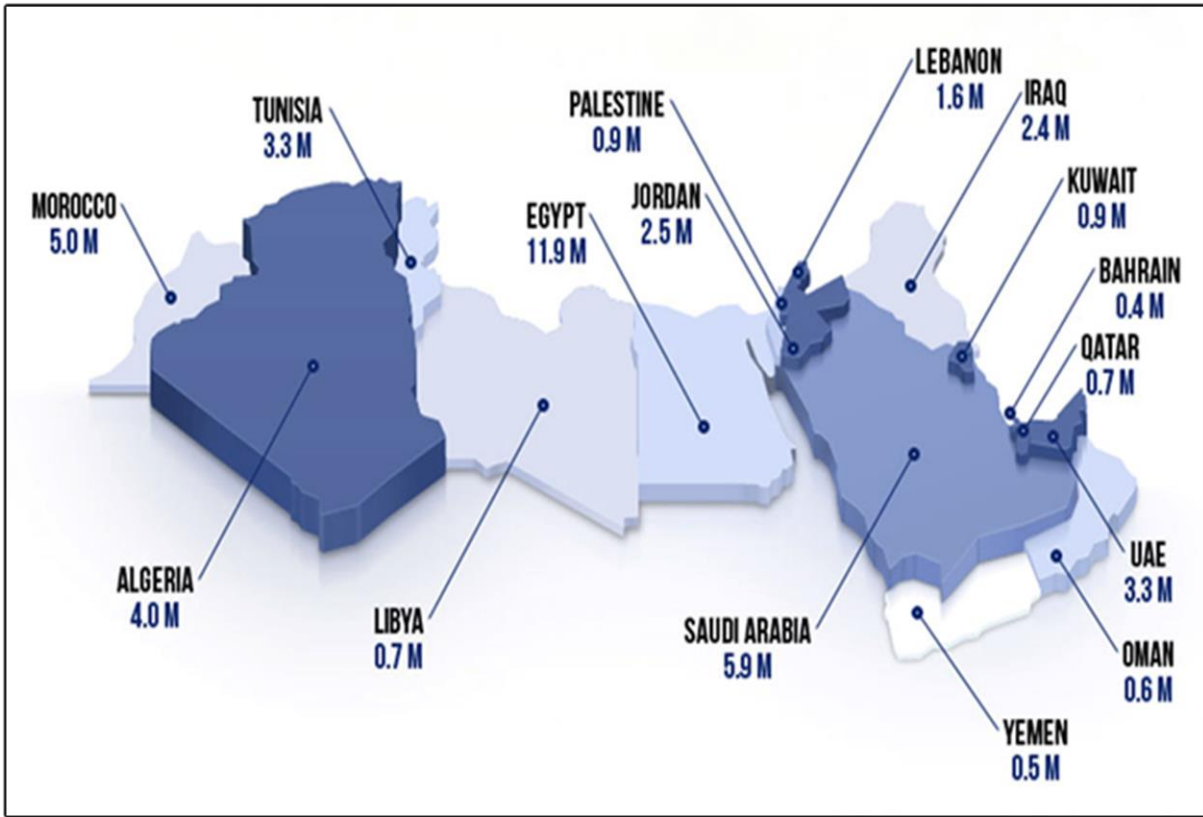 LEBANON
1.6 M
TUNISIA
3.3 M
PALESTINE
0.9 M
IRAQ
2.4 M
MOROCCO
5.0 M
EGYPT
11.9 M
JORDAN
2.5 M
KUWAIT
0.9 M
BAHRAIN
0.4 M
QATAR
0.7 M
ALGERIA
4.0 M
LIBYA
0.7 M
SAUDI ARABIA
5.9 M
UAE
3.3 M
OMAN
0.6 M
YEMEN
0.5 M